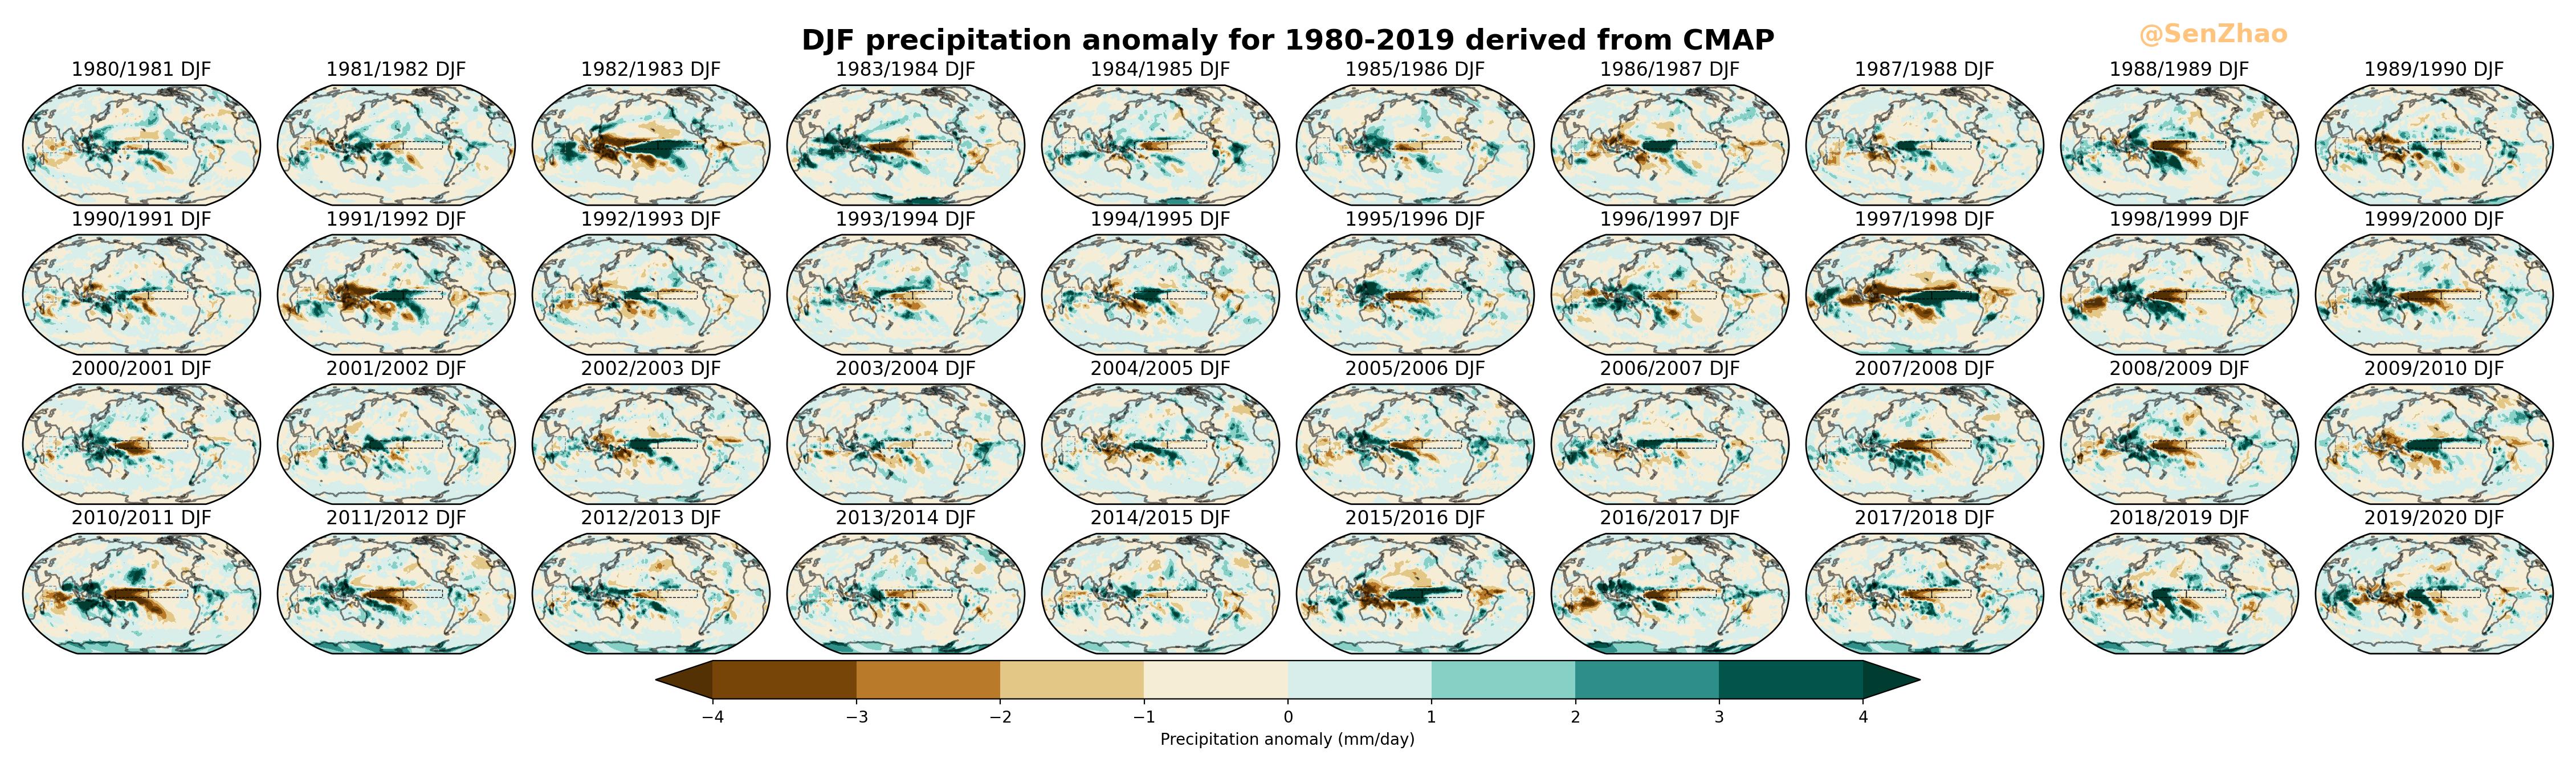 DJF precipitation anomaly for 1980-2019 derived from CMAP
@SenZhao
1980/1981 DJF
1981/1982 DJF
1982/1983 DJF
1983/1984 DJF
1984/1985 DJF
1985/1986 DJF
1986/1987 DJF
1987/1988 DJF
1988/1989 DJF
1989/1990 DJF
1990/1991 DJF
1991/1992 DJF
1992/1993 DJF
1993/1994 DJF
1994/1995 DJF
1995/1996 DJF
1996/1997 DJF
1997/1998 DJF
1998/1999 DJF
1999/2000 DJF
2000/2001 DJF
2001/2002 DJF
2002/2003 DJF
2003/2004 DJF
2004/2005 DJF
2005/2006 DJF
2006/2007 DJF
2007/2008 DJF
2008/2009 DJF
2009/2010 DJF
2010/2011 DJF
2011/2012 DJF
2012/2013 DJF
2013/2014 DJF
2014/2015 DJF
2015/2016 DJF
2016/2017 DJF
2017/2018 DJF
2018/2019 DJF
2019/2020 DJF
−4 −3 −2 −1 0 1 2 3 4
Precipitation anomaly (mm/day)